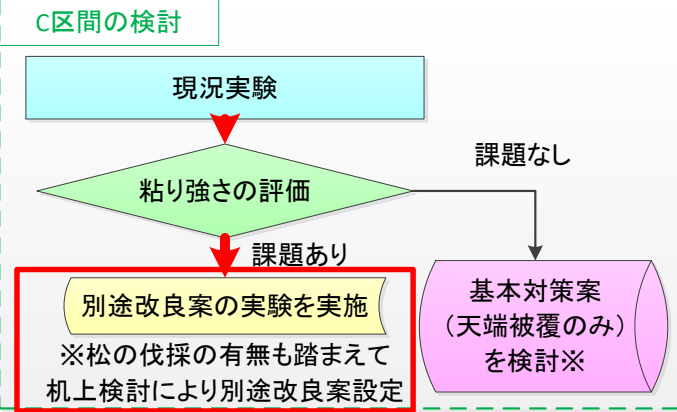 C区間の検討
現況実験
粘り強さの評価
課題なし
課題あり
別途改良案の実験を実施
※松の伐採の有無も踏まえて
机上検討により別途改良案設定
基本対策案
（天端被覆のみ）
を検討※